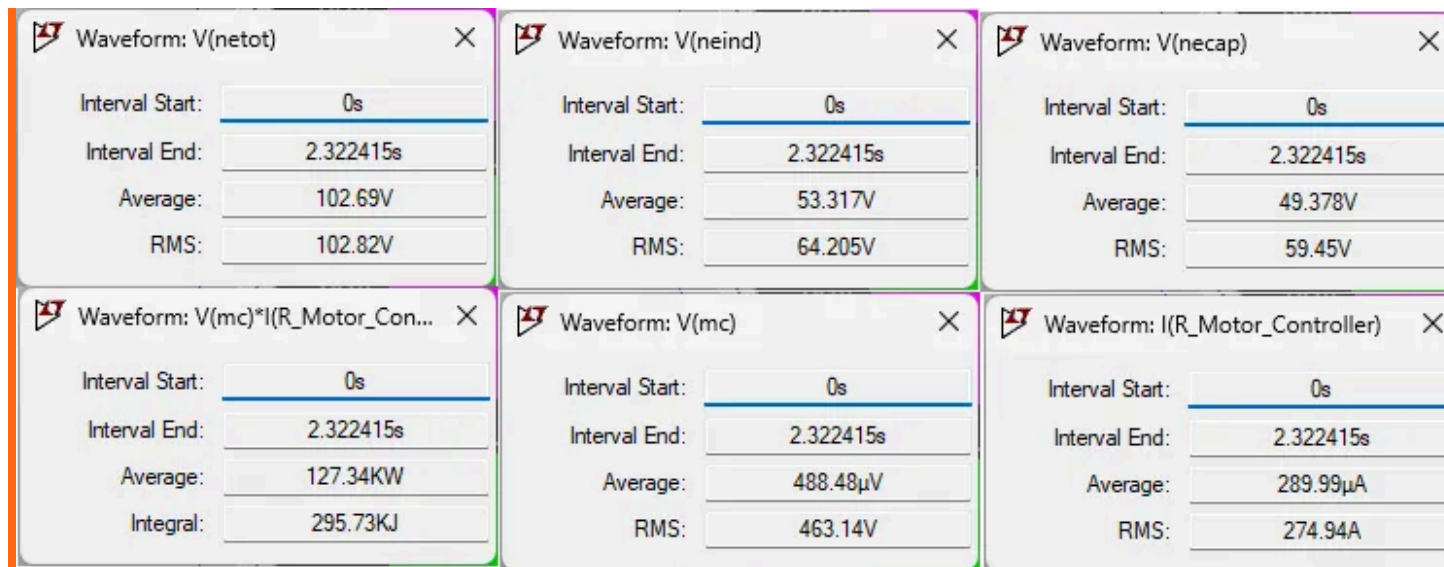 Waveform: V(netot)
Interval Start: 0s
Interval End: 2.322415s
Average: 102.69V
RMS: 102.82V
Waveform: V(neind)
Interval Start: 0s
Interval End: 2.322415s
Average: 53.317V
RMS: 64.205V
Waveform: V(necap)
Interval Start: 0s
Interval End: 2.322415s
Average: 49.378V
RMS: 59.45V
Waveform: V(mc)*I(R_Motor_Con...
Interval Start: 0s
Interval End: 2.322415s
Average: 127.34KW
Integral: 295.73KJ
Waveform: V(mc)
Interval Start: 0s
Interval End: 2.322415s
Average: 488.48µV
RMS: 463.14V
Waveform: I(R_Motor_Controller)
Interval Start: 0s
Interval End: 2.322415s
Average: 289.99µA
RMS: 274.94A